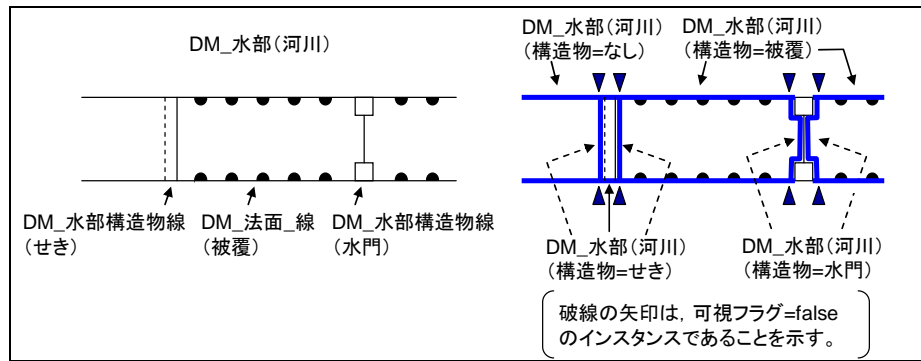 DM_水部(河川)
DM_水部構造物線
(せき)
DM_法面_線
(被覆)
DM_水部構造物線
(水門)
DM_水部(河川)
(構造物=なし)
DM_水部(河川)
(構造物=被覆)
DM_水部(河川)
(構造物=せき)
DM_水部(河川)
(構造物=水門)
破線の矢印は，可視フラグ=false
のインスタンスであることを示す。